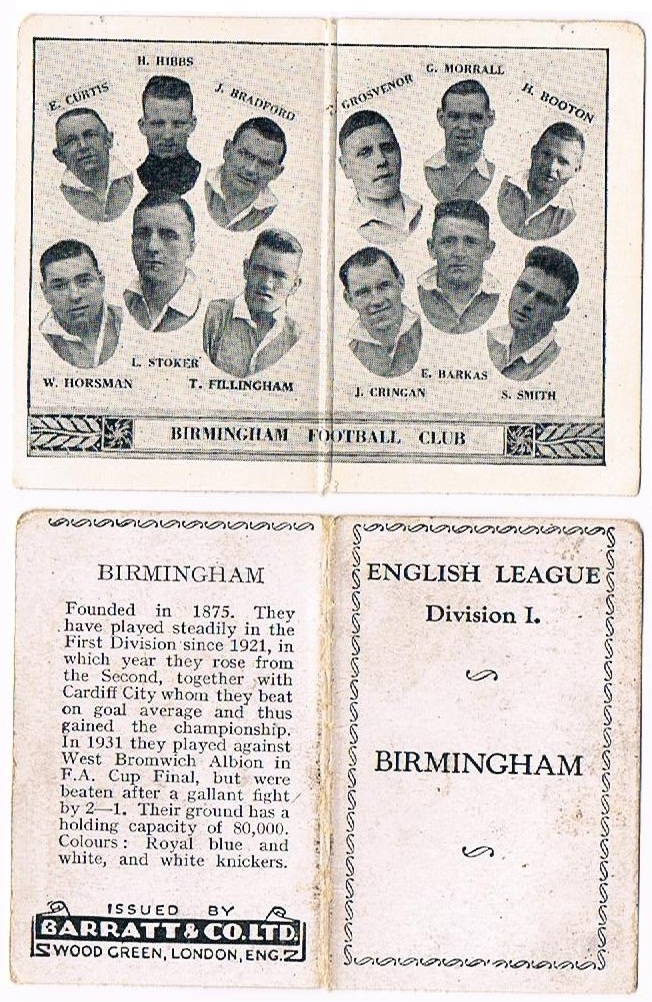 H. HIBBS
E. CURTIS
J. BRADFORD
W. HORSMAN
L. STOKER
T. FILLINGHAM
GROSVENOR
G. MORRALL
H. BOOTON
J. CRINGAN
E. BARKAS
S. SMITH
BIRMINGHAM FOOTBALL CLUB
BIRMINGHAM
Founded in 1875. They
have played steadily in the
First Division since 1921, in
which year they rose from
the Second, together with
Cardiff City whom they beat
on goal average and thus
gained the championship.
In 1931 they played against
West Bromwich Albion in
F.A. Cup Final, but were
beaten after a gallant fight
by 2—1. Their ground has a
holding capacity of 80,000.
Colours: Royal blue and
white, and white knickers.
ISSUED BY
BARRATT & CO. LTD.
WOOD GREEN, LONDON, ENG.
ENGLISH LEAGUE
Division I.
BIRMINGHAM